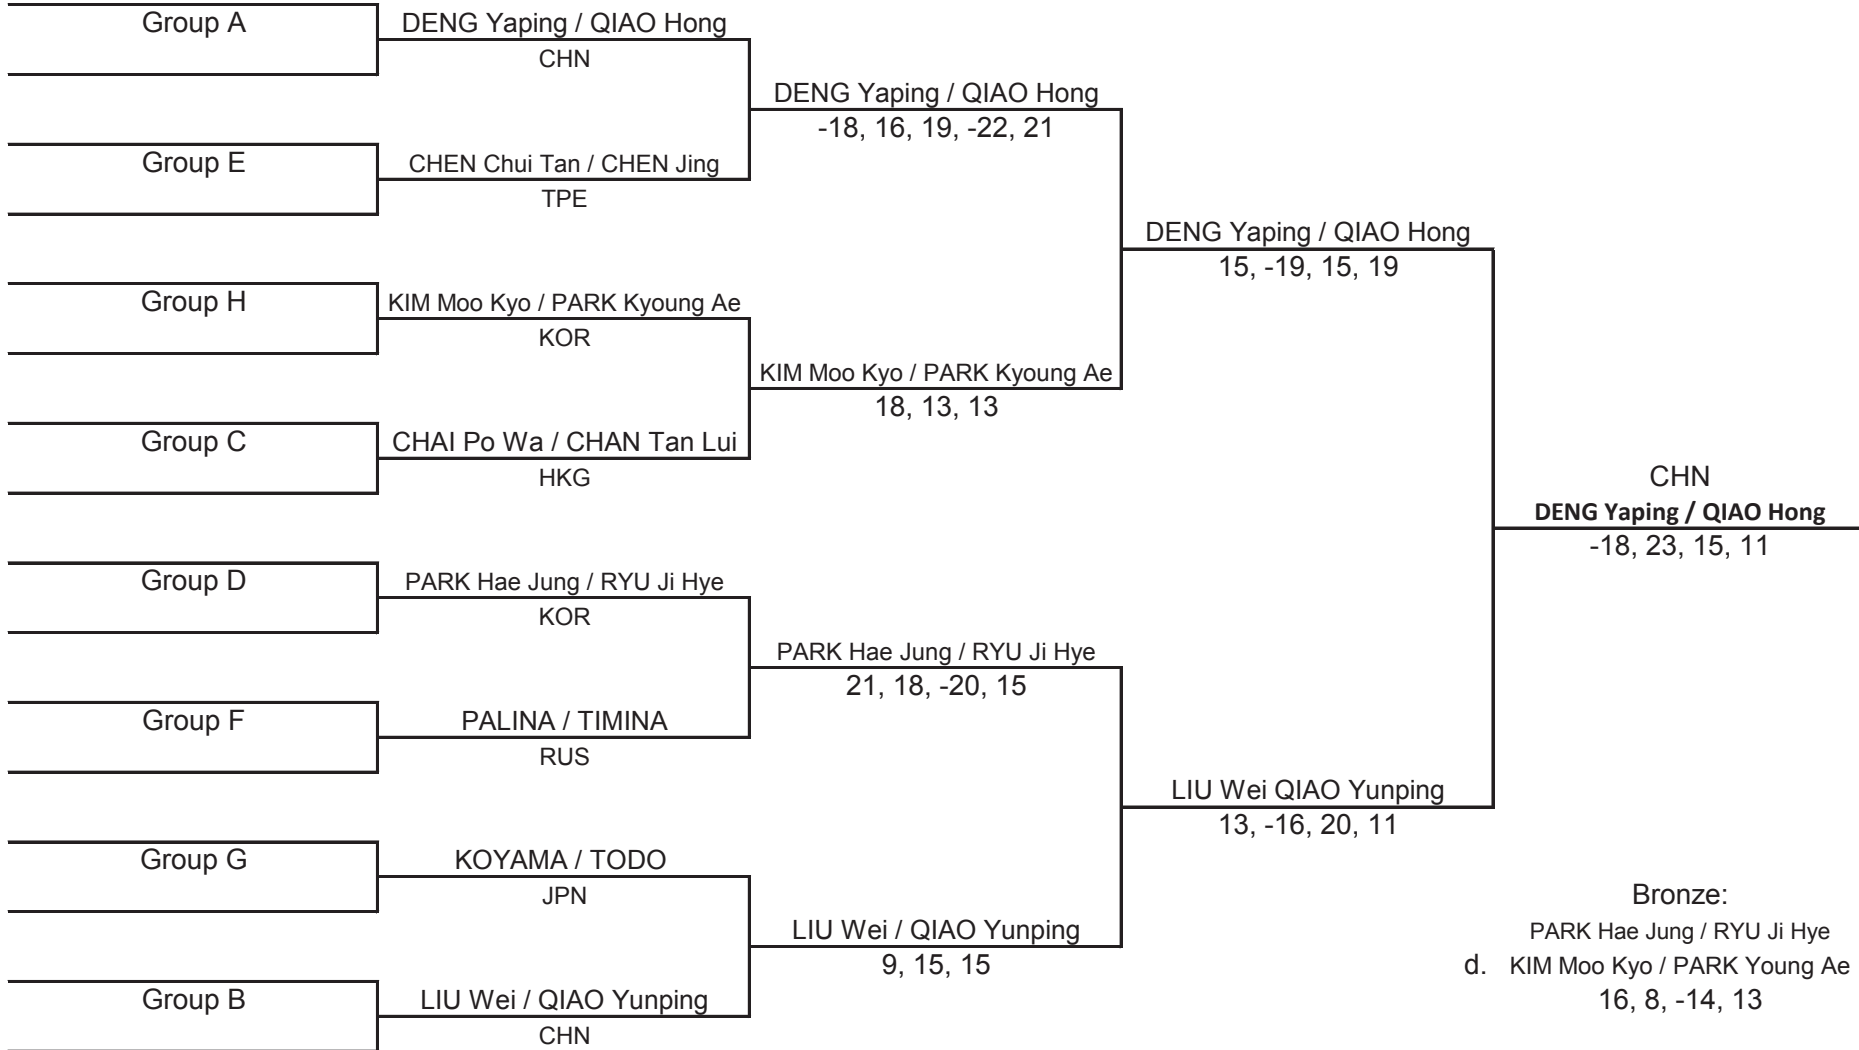 Group A
DENG Yaping / QIAO Hong
CHN
DENG Yaping / QIAO Hong
-18, 16, 19, -22, 21
Group E
CHEN Chui Tan / CHEN Jing
TPE
DENG Yaping / QIAO Hong
15, -19, 15, 19
Group H
KIM Moo Kyo / PARK Kyoung Ae
KOR
KIM Moo Kyo / PARK Kyoung Ae
18, 13, 13
Group C
CHAI Po Wa / CHAN Tan Lui
HKG
CHN
DENG Yaping / QIAO Hong
-18, 23, 15, 11
Group D
PARK Hae Jung / RYU Ji Hye
KOR
PARK Hae Jung / RYU Ji Hye
21, 18, -20, 15
Group F
PALINA / TIMINA
RUS
LIU Wei QIAO Yunping
13, -16, 20, 11
Group G
KOYAMA / TODO
JPN
LIU Wei / QIAO Yunping
9, 15, 15
Group B
LIU Wei / QIAO Yunping
CHN
Bronze:
PARK Hae Jung / RYU Ji Hye
d. KIM Moo Kyo / PARK Young Ae
16, 8, -14, 13